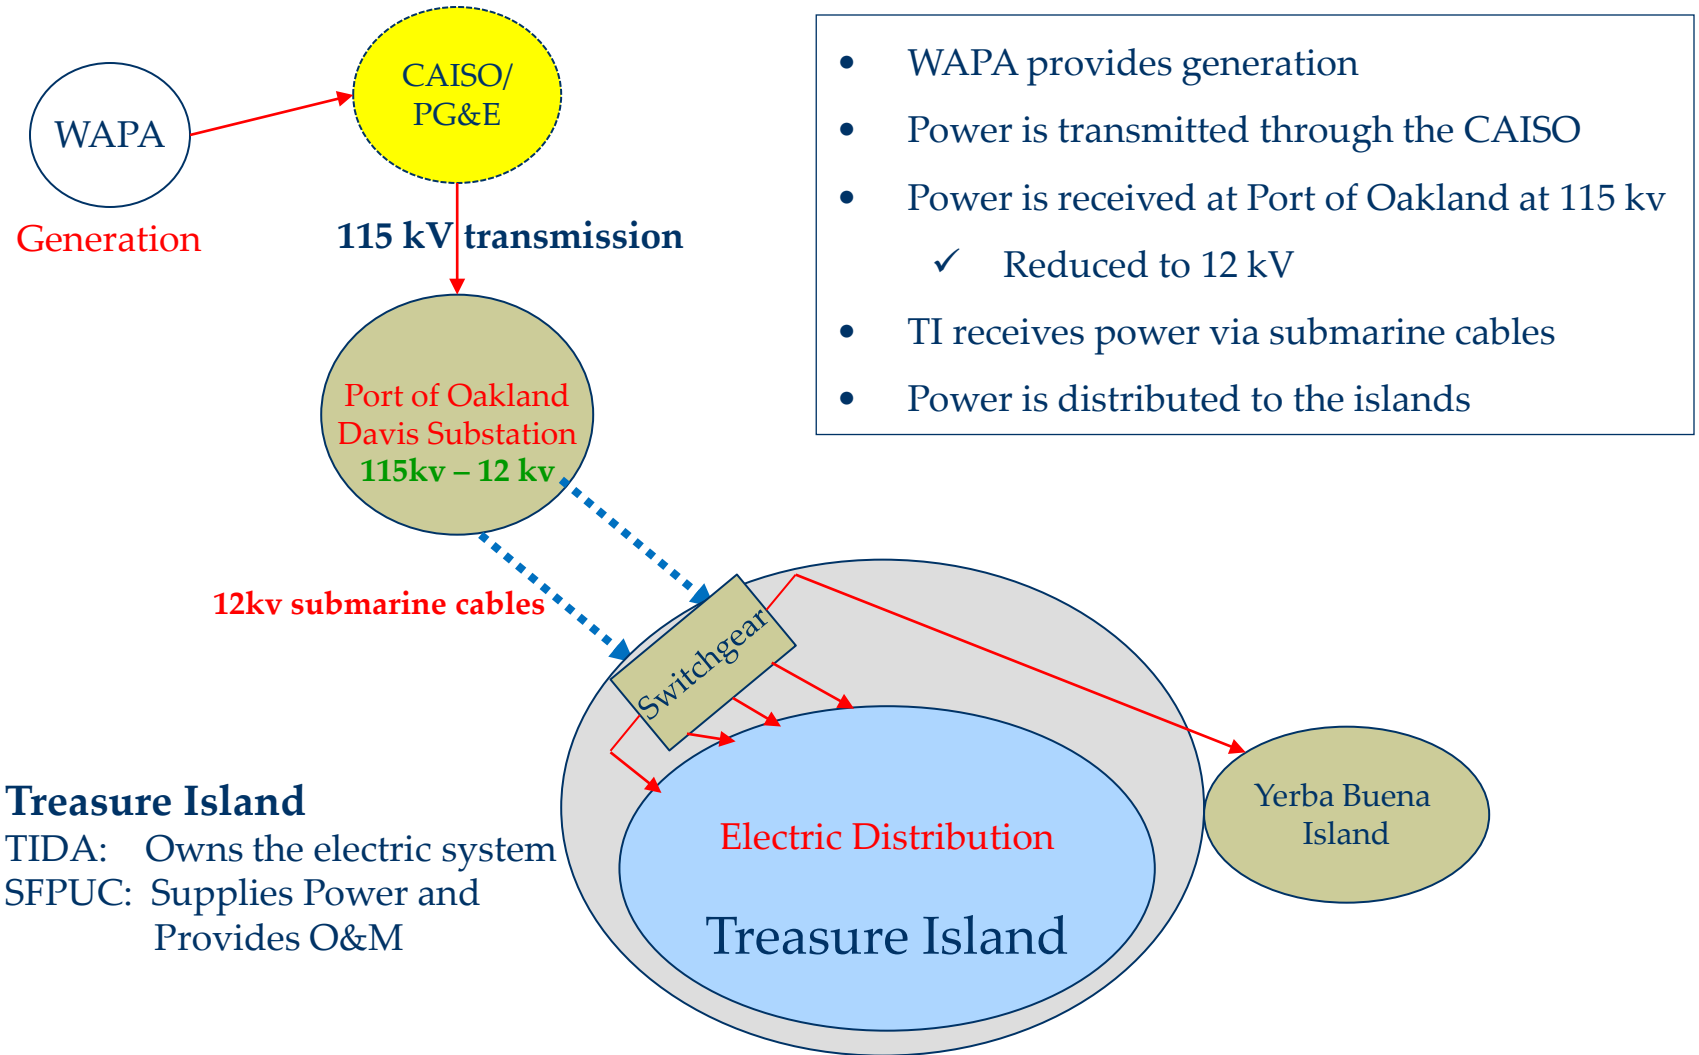 WAPA
Generation
CAISO/
PG&E
115 kV transmission
Port of Oakland
Davis Substation
115kv – 12 kv
12kv submarine cables
Switchgear
Electric Distribution
Treasure Island
Yerba Buena
Island
Treasure Island
TIDA: Owns the electric system
SFPUC: Supplies Power and
Provides O&M
• WAPA provides generation
• Power is transmitted through the CAISO
• Power is received at Port of Oakland at 115 kv
✓ Reduced to 12 kV
• TI receives power via submarine cables
• Power is distributed to the islands